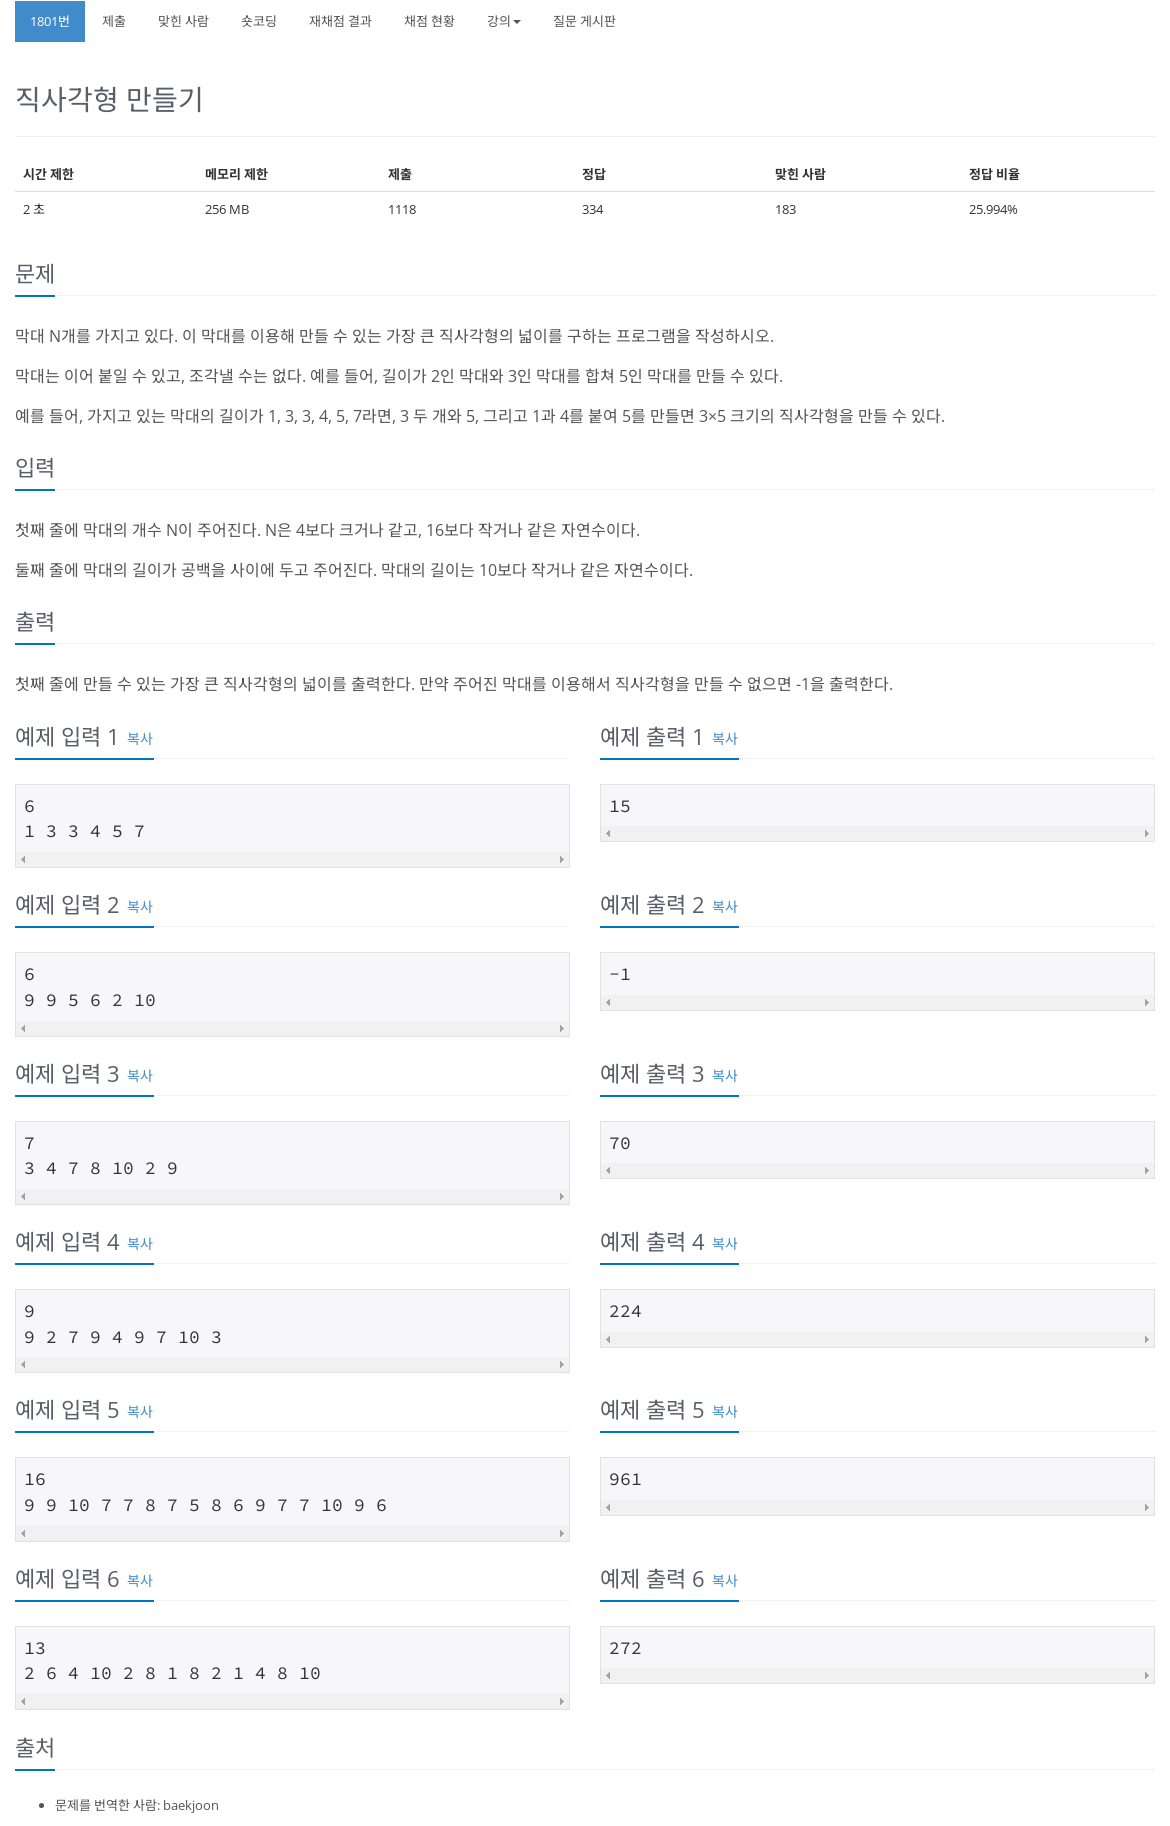 1801번 제출 맞힌 사람 숏코딩 재채점 결과 채점 현황 강의 질문 게시판
직사각형 만들기
시간 제한 메모리 제한 제출 정답 맞힌 사람 정답 비율
2 초 256 MB 1118 334 183 25.994%
문제
막대 N개를 가지고 있다. 이 막대를 이용해 만들 수 있는 가장 큰 직사각형의 넓이를 구하는 프로그램을 작성하시오.
막대는 이어 붙일 수 있고, 조각낼 수는 없다. 예를 들어, 길이가 2인 막대와 3인 막대를 합쳐 5인 막대를 만들 수 있다.
예를 들어, 가지고 있는 막대의 길이가 1, 3, 3, 4, 5, 7라면, 3 두 개와 5, 그리고 1과 4를 붙여 5를 만들면 3×5 크기의 직사각형을 만들 수 있다.
입력
첫째 줄에 막대의 개수 N이 주어진다. N은 4보다 크거나 같고, 16보다 작거나 같은 자연수이다.
둘째 줄에 막대의 길이가 공백을 사이에 두고 주어진다. 막대의 길이는 10보다 작거나 같은 자연수이다.
출력
첫째 줄에 만들 수 있는 가장 큰 직사각형의 넓이를 출력한다. 만약 주어진 막대를 이용해서 직사각형을 만들 수 없으면 -1을 출력한다.
예제 입력 1 복사
6
1 3 3 4 5 7
예제 출력 1 복사
15
예제 입력 2 복사
6
9 9 5 6 2 10
예제 출력 2 복사
-1
예제 입력 3 복사
7
3 4 7 8 10 2 9
예제 출력 3 복사
70
예제 입력 4 복사
9
9 2 7 9 4 9 7 10 3
예제 출력 4 복사
224
예제 입력 5 복사
16
9 9 10 7 7 8 7 5 8 6 9 7 7 10 9 6
예제 출력 5 복사
961
예제 입력 6 복사
13
2 6 4 10 2 8 1 8 2 1 4 8 10
예제 출력 6 복사
272
출처
문제를 번역한 사람: baekjoon